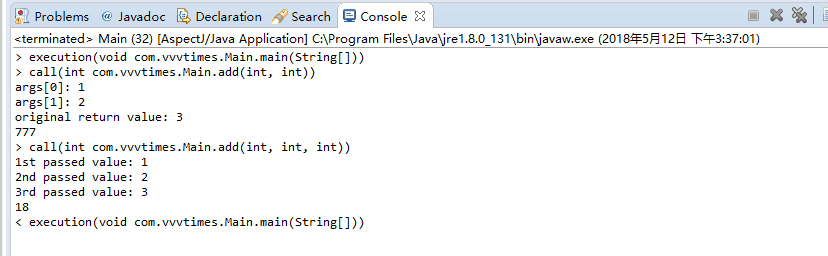 Problems @ Javadoc Declaration Search Console
<terminated> Main (32) [AspectJ/Java Application] C:\Program Files\Java\jre1.8.0_131\bin\javaw.exe (2018年5月12日 下午3:37:01)
> execution(void com.vvvtimes.Main.main(String[]))
> call(int com.vvvtimes.Main.add(int, int))
args[0]: 1
args[1]: 2
original return value: 3
777
> call(int com.vvvtimes.Main.add(int, int, int))
1st passed value: 1
2nd passed value: 2
3rd passed value: 3
18
< execution(void com.vvvtimes.Main.main(String[]))